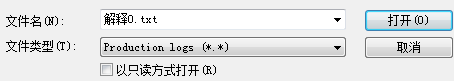 文件名(N): 解释0.txt 打开(O)
文件类型(T): Production logs (*.*) 取消
以只读方式打开(R)